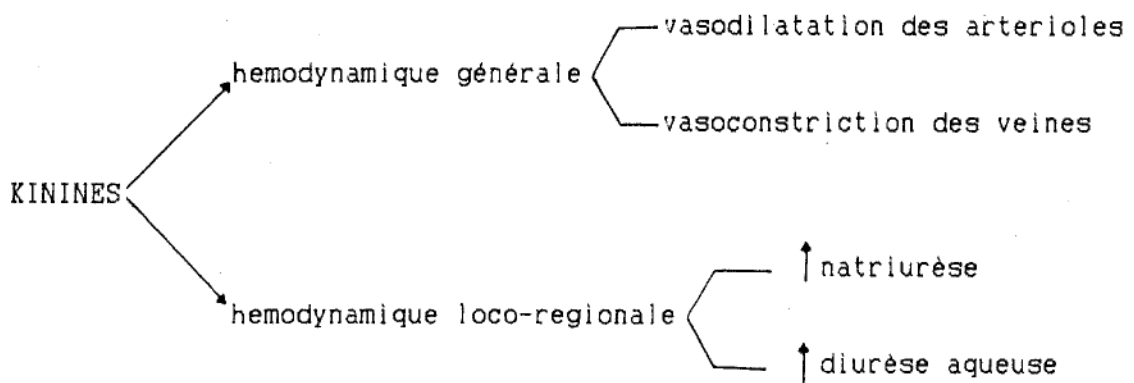 vasodilatation des arterioles
hemodynamique générale
vasoconstriction des veines
KININES
↑ natriurèse
hemodynamique loco-regionale
↑ diurèse aqueuse